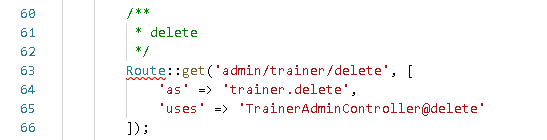 60 /**
61 * delete
62 */
63 Route::get('admin/trainer/delete', [
64 'as' => 'trainer.delete',
65 'uses' => 'TrainerAdminController@delete'
66 ]);